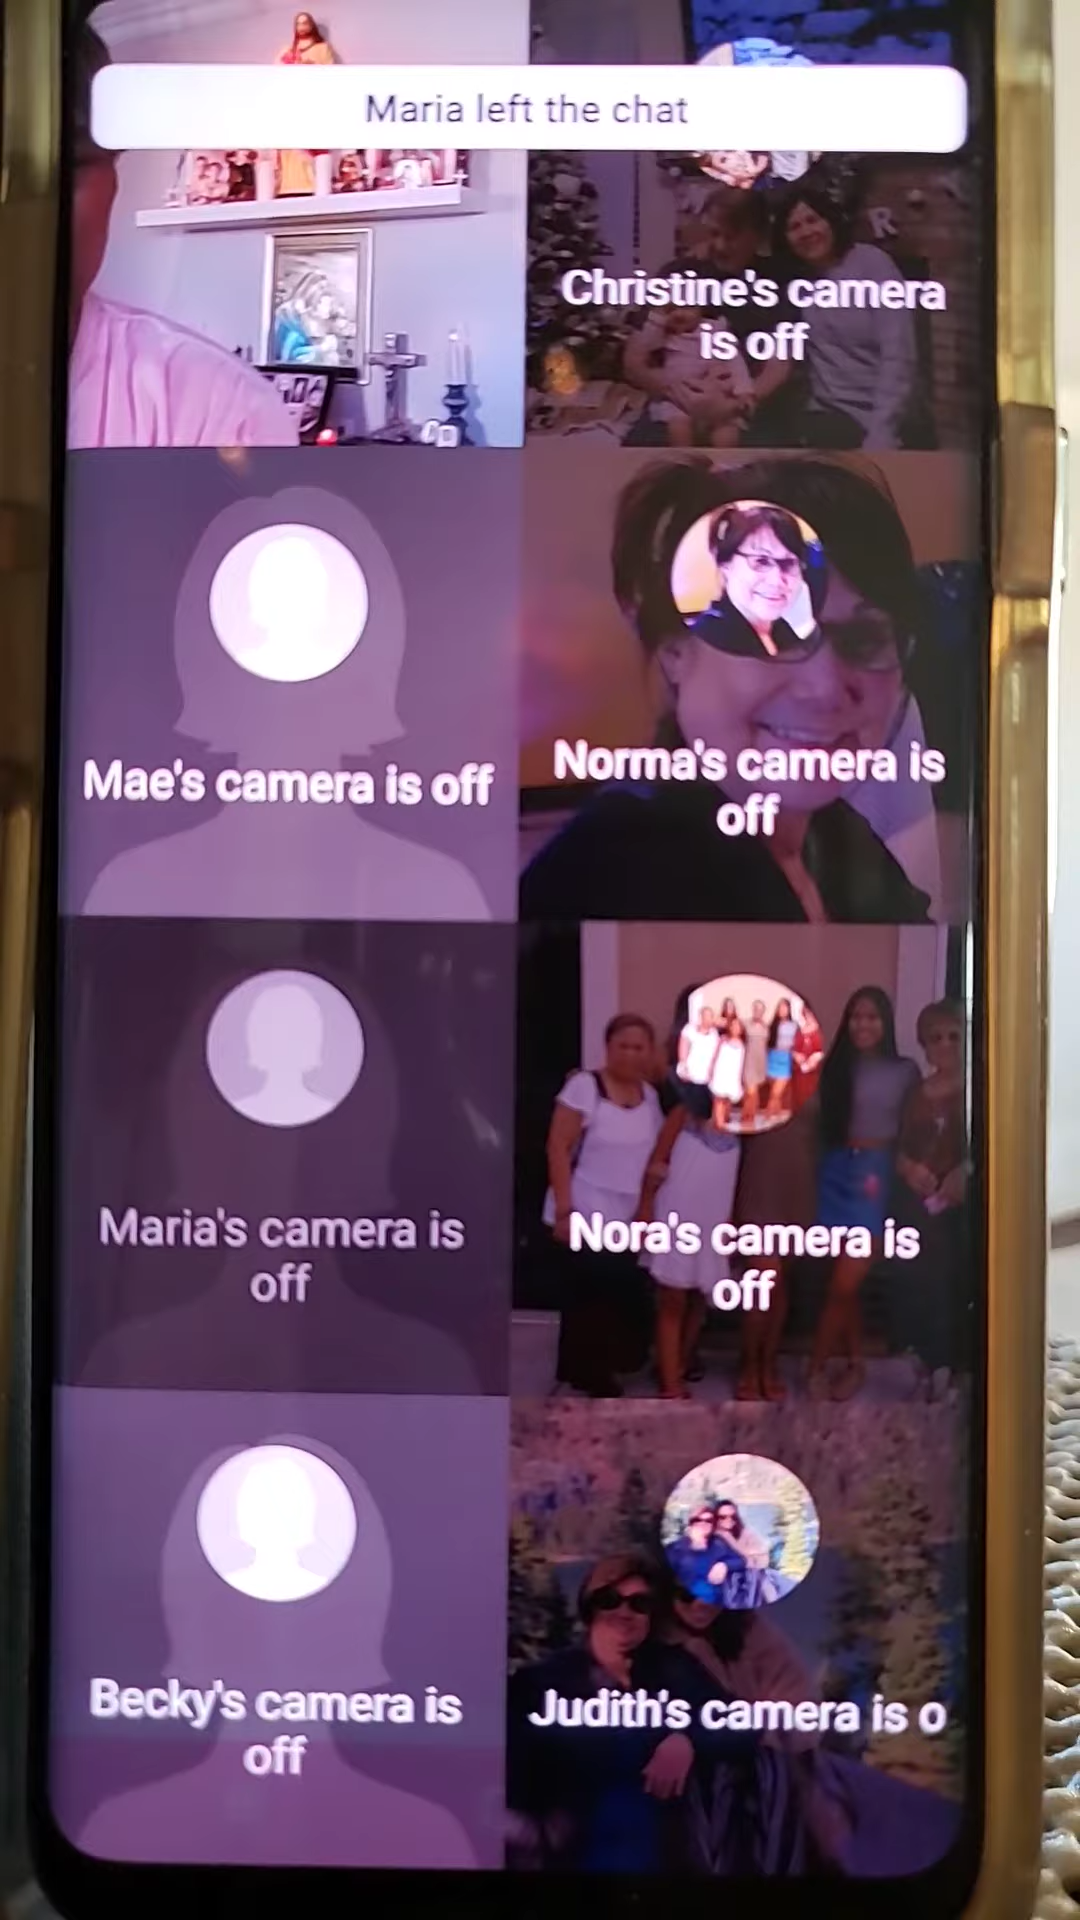 Maria left the chat
Christine's camera
is off
Mae's camera is off
Norma's camera is
off
Maria's camera is
off
Nora's camera is
off
Becky's camera is
off
Judith's camera is o